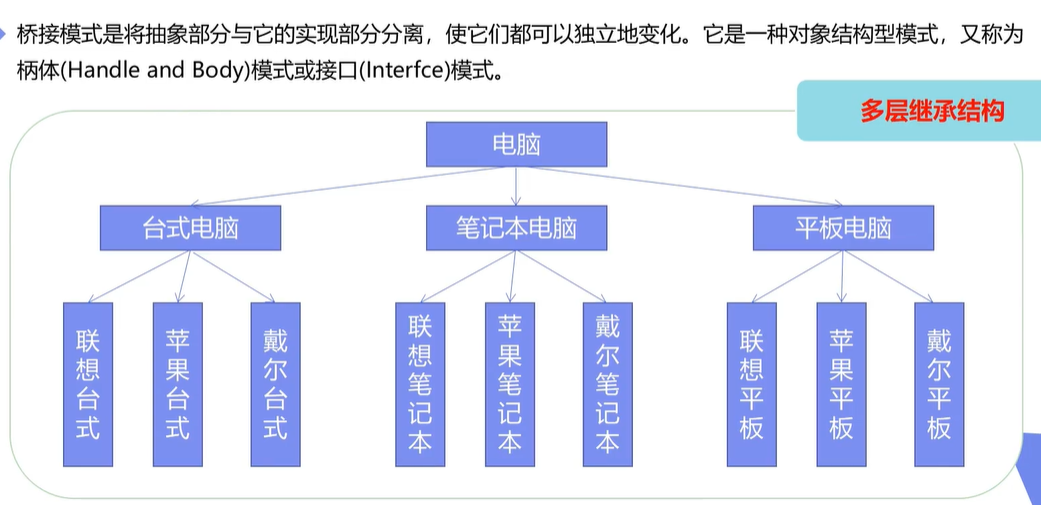 桥接模式是将抽象部分与它的实现部分分离，使它们都可以独立地变化。它是一种对象结构型模式，又称为
柄体(Handle and Body)模式或接口(Interfce)模式。
多层继承结构
电脑
台式电脑
笔记本电脑
平板电脑
联想台式
苹果台式
戴尔台式
联想笔记本
苹果笔记本
戴尔笔记本
联想平板
苹果平板
戴尔平板